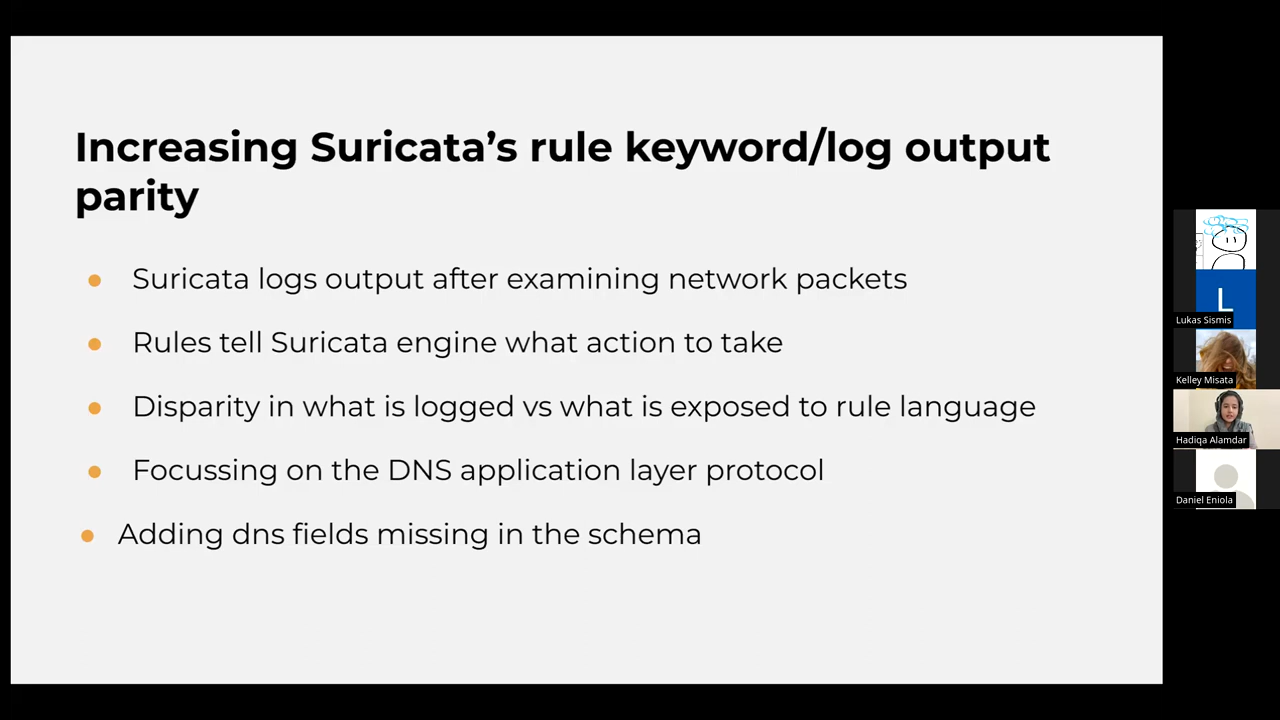 Increasing Suricata’s rule keyword/log output
parity
Suricata logs output after examining network packets
Rules tell Suricata engine what action to take
Disparity in what is logged vs what is exposed to rule language
Focussing on the DNS application layer protocol
Adding dns fields missing in the schema
L
Lukas Sismis
Kelley Misata
Hadiqa Alamdar
Daniel Eniola